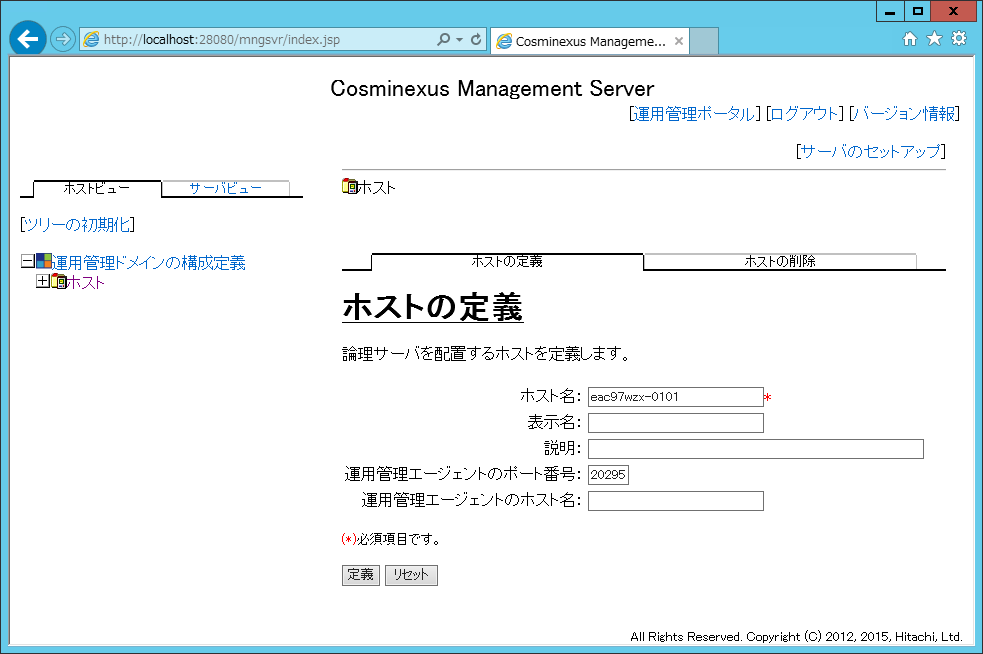 http://localhost:28080/mngsvr/index.jsp
Cosminexus Manageme...
Cosminexus Management Server
[運用管理ポータル] [ログアウト] [バージョン情報]
[サーバのセットアップ]
ホストビュー サーバビュー
[ツリーの初期化]
運用管理ドメインの構成定義
ホスト
ホスト
ホストの定義 ホストの削除
ホストの定義
論理サーバを配置するホストを定義します。
ホスト名: eac97wzx-0101 *
表示名:
説明:
運用管理エージェントのポート番号: 20295
運用管理エージェントのホスト名:
(*)必須項目です。
定義 リセット
All Rights Reserved. Copyright (C) 2012, 2015, Hitachi, Ltd.